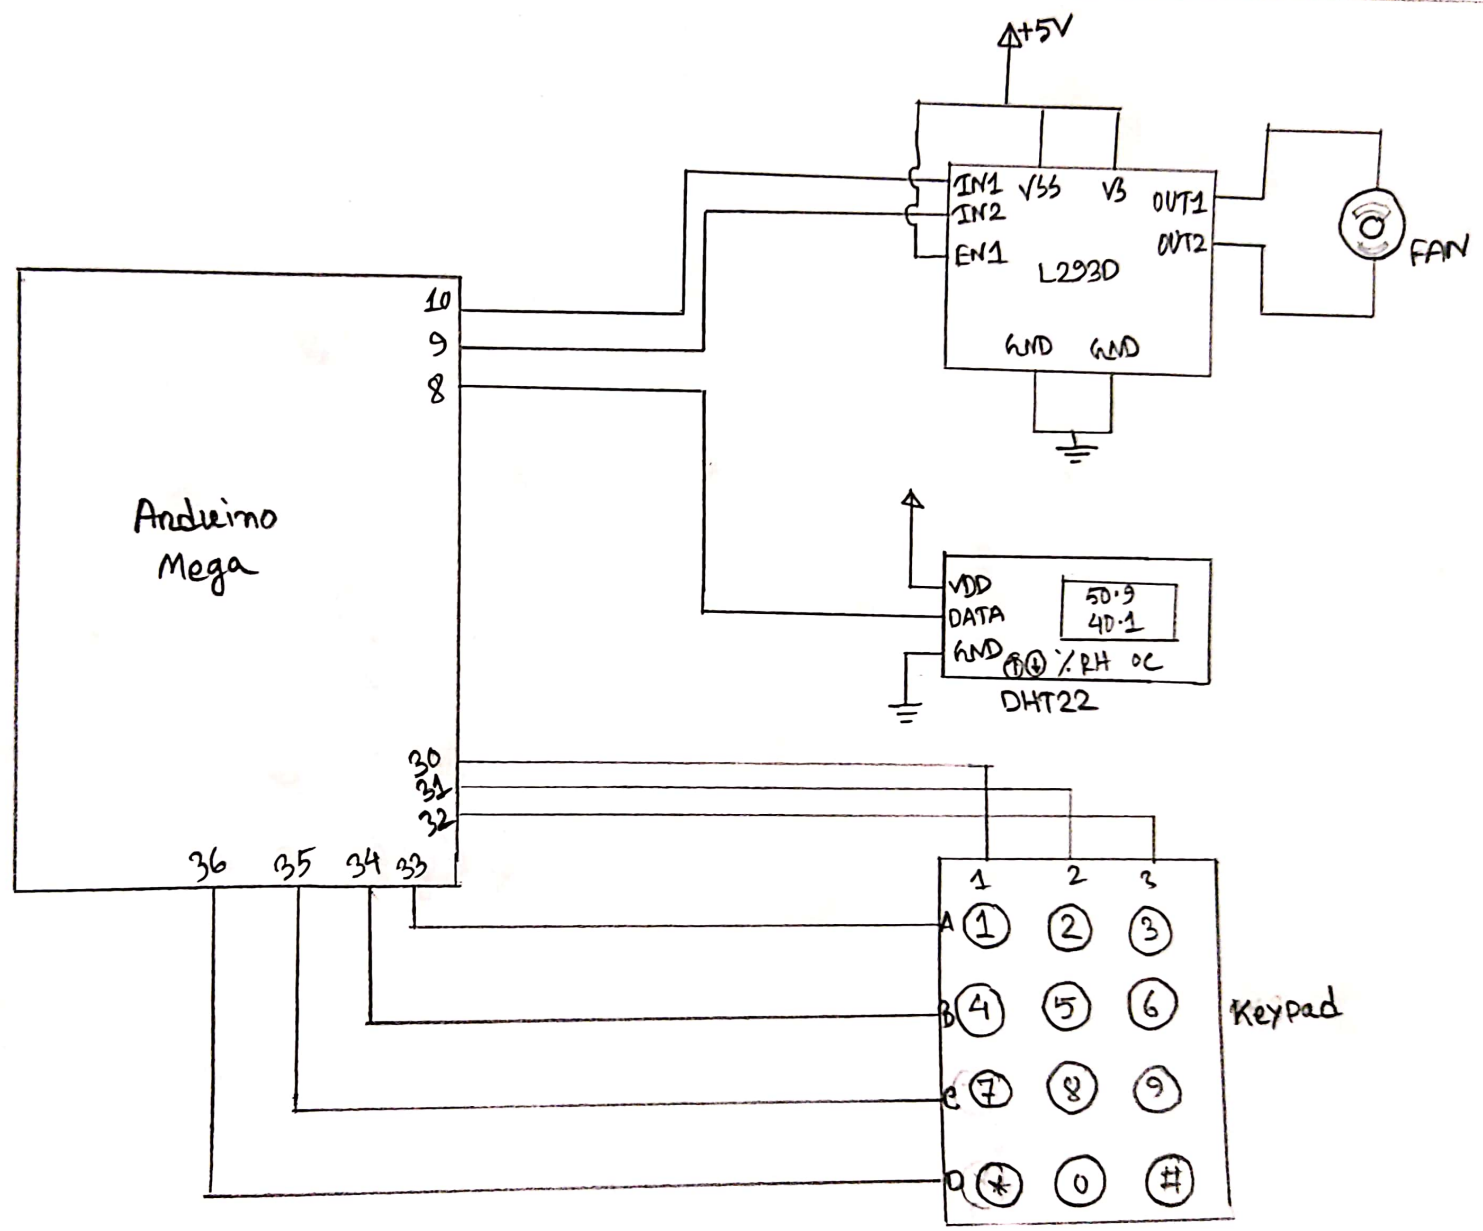 +5V
IN1 VSS VS OUT1
IN2
OUT2
EN1
L293D
FAN
GND GND
10
9
8
Arduino
Mega
VDD
DATA
GND
50.9
40.1
↑ ↓ % RH °C
DHT22
30
31
32
36 35 34 33
1 2 3
A 1 2 3
B 4 5 6
Keypad
C 7 8 9
D * 0 #